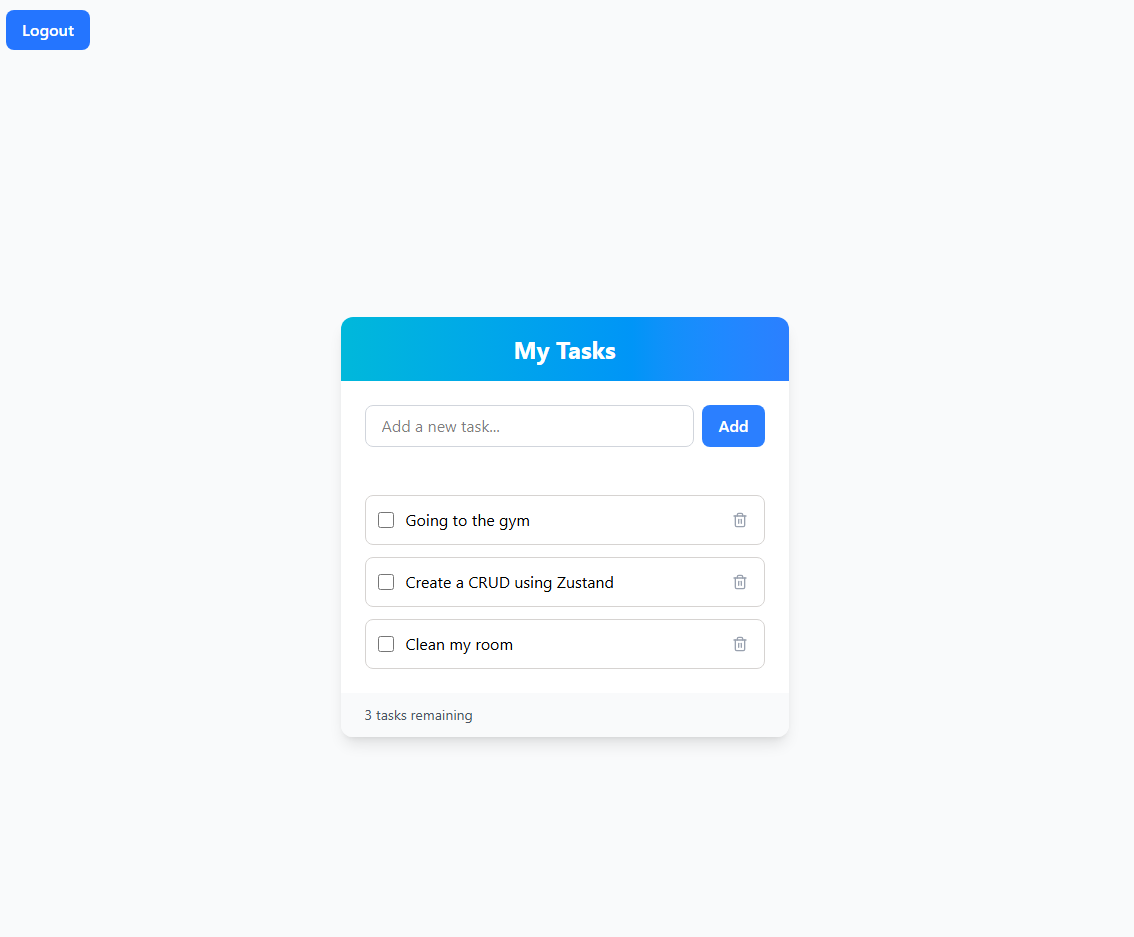 Logout
My Tasks
Add a new task...
Add
Going to the gym
Create a CRUD using Zustand
Clean my room
3 tasks remaining